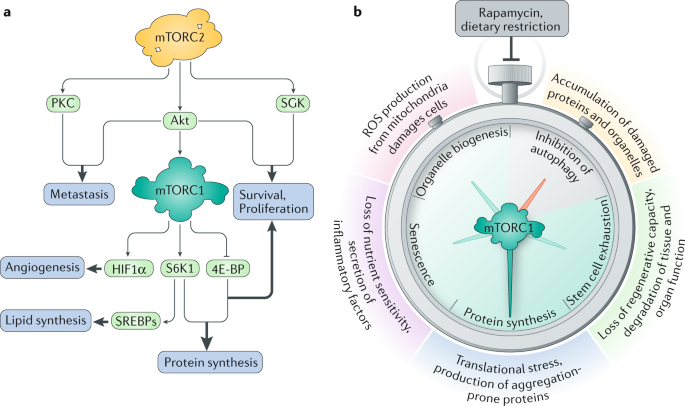 a
mTORC2
PKC
SGK
Akt
Metastasis
mTORC1
Survival,
Proliferation
Angiogenesis
HIF1α
S6K1
4E-BP
Lipid synthesis
SREBPs
Protein synthesis
b
Rapamycin,
dietary restriction
ROS production
from mitochondria
damages cells
Accumulation of damaged
proteins and organelles
Organelle biogenesis
Inhibition of
autophagy
mTORC1
Senescence
Stem cell exhaustion
Protein synthesis
Loss of nutrient sensitivity,
secretion of
inflammatory factors
Loss of regenerative capacity,
degradation of tissue and
organ function
Translational stress,
production of aggregation-
prone proteins